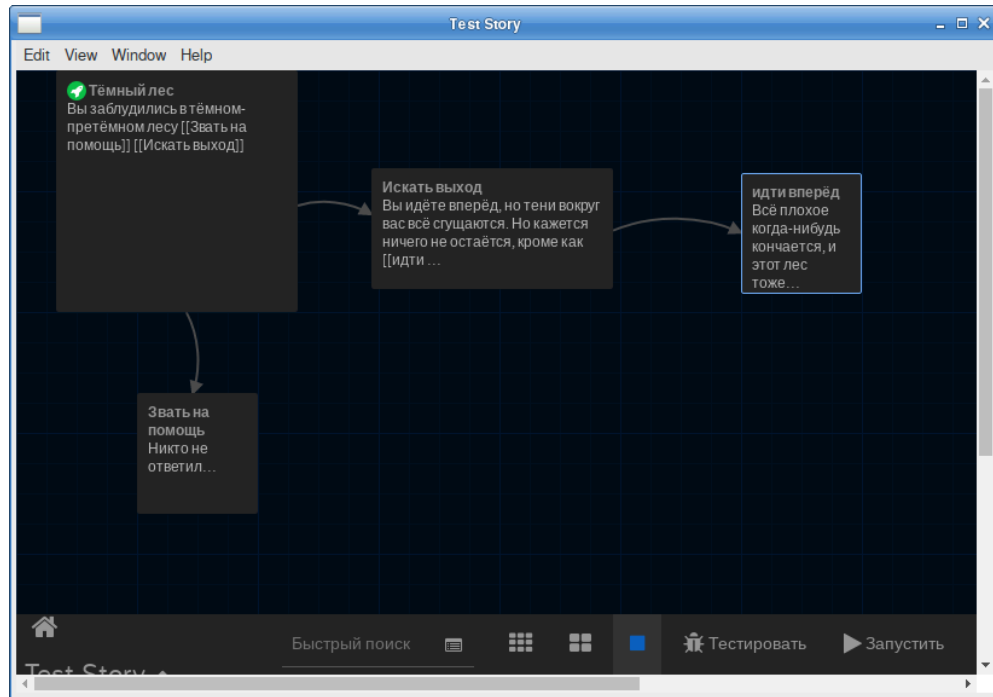 Test Story
Edit View Window Help
Тёмный лес
Вы заблудились в тёмном-
претёмном лесу [[Звать на
помощь]] [[Искать выход]]
Искать выход
Вы идёте вперёд, но тени вокруг
вас всё сгущаются. Но кажется
ничего не остаётся, кроме как
[[идти …
идти вперёд
Всё плохое
когда-нибудь
кончается, и
этот лес
тоже…
Звать на
помощь
Никто не
ответил…
Быстрый поиск
Тестировать
Запустить
Test Story